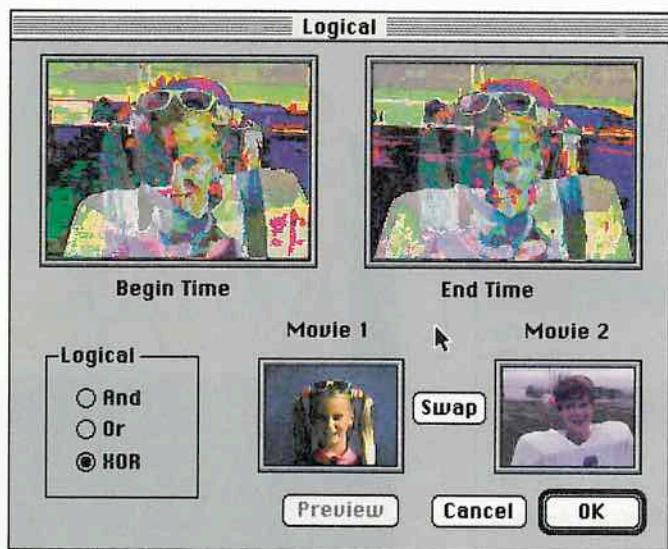 Logical
Begin Time
End Time
Movie 1
Movie 2
Logical
And
Or
XOR
Swap
Preview
Cancel
OK